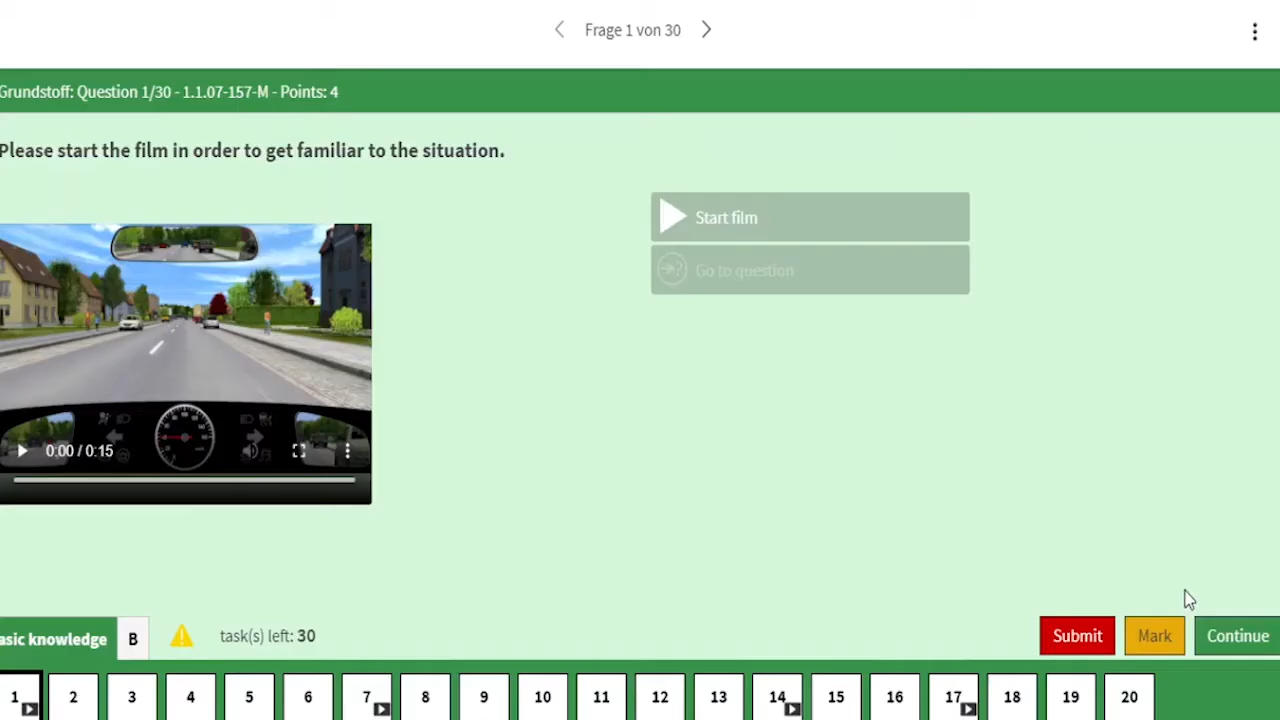 Frage 1 von 30
Grundstoff: Question 1/30 - 1.1.07-157-M - Points: 4
Please start the film in order to get familiar to the situation.
Start film
Go to question
0:00 / 0:15
asic knowledge
B
task(s) left: 30
Submit
Mark
Continue
1 2 3 4 5 6 7 8 9 10 11 12 13 14 15 16 17 18 19 20